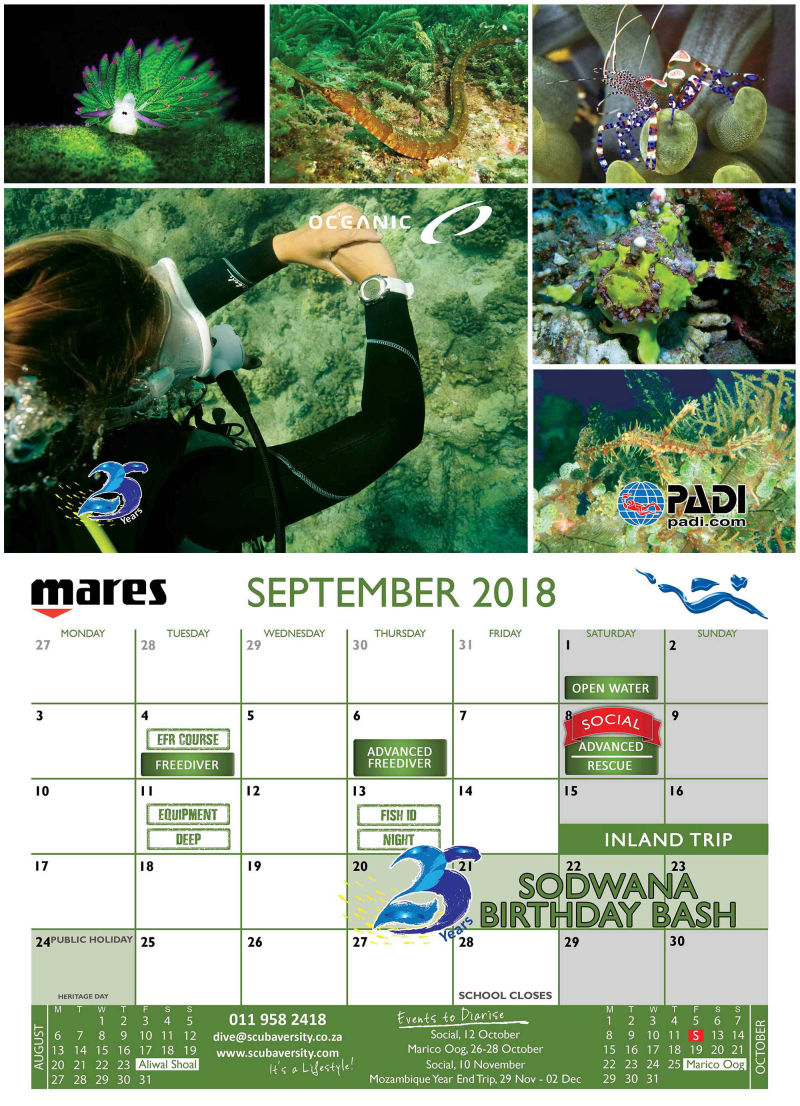 OCEANIC
25
Years
PADI
padi.com
mares
SEPTEMBER 2018
MONDAY TUESDAY WEDNESDAY THURSDAY FRIDAY SATURDAY SUNDAY
27 28 29 30 31 1 2
OPEN WATER
3 4 5 6 7 8 9
SOCIAL
EFR COURSE
FREEDIVER
ADVANCED
FREEDIVER
ADVANCED
RESCUE
10 11 12 13 14 15 16
EQUIPMENT
DEEP
FISH ID
NIGHT
INLAND TRIP
17 18 19 20 21 22 23
25
Years
SODWANA
BIRTHDAY BASH
24 PUBLIC HOLIDAY 25 26 27 28 29 30
HERITAGE DAY
SCHOOL CLOSES
AUGUST
M T W T F S S
1 2 3 4 5
6 7 8 9 10 11 12
13 14 15 16 17 18 19
20 21 22 23 Aliwal Shoal
27 28 29 30 31
011 958 2418
dive@scubaversity.co.za
www.scubaversity.com
It's a Lifestyle!
Events to Diarise
Social, 12 October
Marico Oog, 26-28 October
Social, 10 November
Mozambique Year End Trip, 29 Nov - 02 Dec
M T W T F S S
1 2 3 4 5 6 7
8 9 10 11 S 13 14
15 16 17 18 19 20 21
22 23 24 25 Marico Oog
29 30 31
OCTOBER